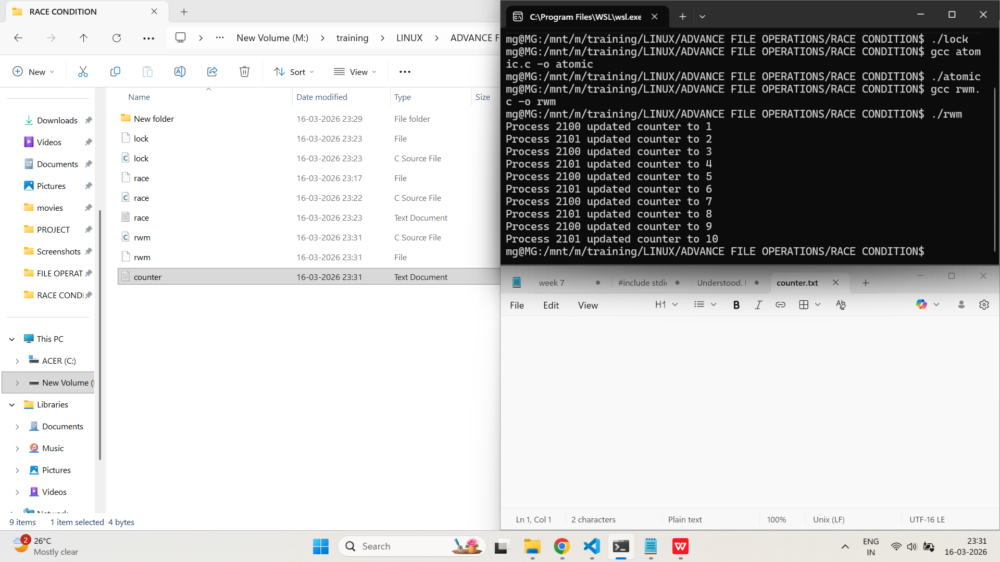 RACE CONDITION
New Volume (M:) > training > LINUX > ADVANCE F
New
Sort
View
Name
Date modified
Type
Size
Downloads
Videos
Documents
Pictures
movies
PROJECT
Screenshots
FILE OPERAT
RACE CONDI
This PC
ACER (C:)
New Volume (
Libraries
Documents
Music
Pictures
Videos
New folder 16-03-2026 23:29 File folder
lock 16-03-2026 23:23 File
lock 16-03-2026 23:23 C Source File
race 16-03-2026 23:17 File
race 16-03-2026 23:22 C Source File
race 16-03-2026 23:23 Text Document
rwm 16-03-2026 23:31 C Source File
rwm 16-03-2026 23:31 File
counter 16-03-2026 23:31 Text Document
9 items 1 item selected 4 bytes
C:\Program Files\WSL\wsl.exe
mg@MG:/mnt/m/training/LINUX/ADVANCE FILE OPERATIONS/RACE CONDITION$ ./lock
mg@MG:/mnt/m/training/LINUX/ADVANCE FILE OPERATIONS/RACE CONDITION$ gcc atom
ic.c -o atomic
mg@MG:/mnt/m/training/LINUX/ADVANCE FILE OPERATIONS/RACE CONDITION$ ./atomic
mg@MG:/mnt/m/training/LINUX/ADVANCE FILE OPERATIONS/RACE CONDITION$ gcc rwm.
c -o rwm
mg@MG:/mnt/m/training/LINUX/ADVANCE FILE OPERATIONS/RACE CONDITION$ ./rwm
Process 2100 updated counter to 1
Process 2101 updated counter to 2
Process 2100 updated counter to 3
Process 2101 updated counter to 4
Process 2100 updated counter to 5
Process 2101 updated counter to 6
Process 2100 updated counter to 7
Process 2101 updated counter to 8
Process 2100 updated counter to 9
Process 2101 updated counter to 10
mg@MG:/mnt/m/training/LINUX/ADVANCE FILE OPERATIONS/RACE CONDITION$
week 7
#include stdi
Understood.
counter.txt
File Edit View H1 B I
Ln 1, Col 1 2 characters Plain text 100% Unix (LF) UTF-16 LE
2
26°C
Mostly clear
Search
W
ENG
IN
23:31
16-03-2026